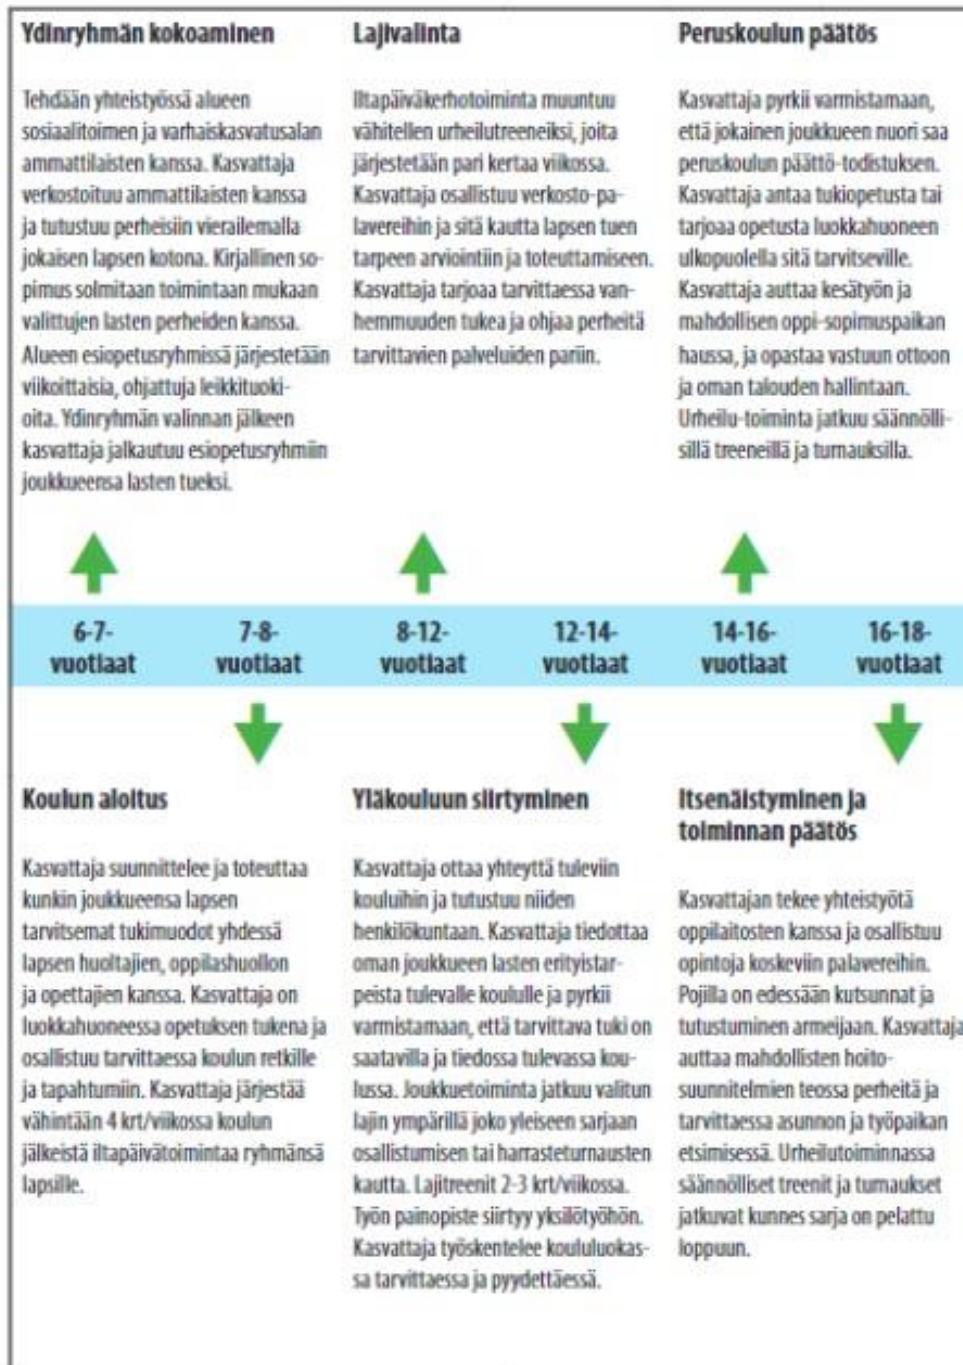 Ydinryhmän kokoaminen
Tehdään yhteistyössä alueen
sosiaalitoimen ja varhaiskasvatusalan
ammattilaisten kanssa. Kasvattaja
verkostoituu ammattilaisten kanssa
ja tutustuu perheisiin vierailemalla
jokaisen lapsen kotona. Kirjallinen so-
pimus solmitaan toimintaan mukaan
valittujen lasten perheiden kanssa.
Alueen esiopetusryhmissä järjestetään
viikoittaisia, ohjattuja leikkituoki-
oita. Ydinryhmän valinnan jälkeen
kasvattaja jalkautuu esiopetusryhmiin
joukkueensa lasten tueksi.
Lajivalinta
Iltapäiväkerhotoiminta muuntuu
vähitellen urheilutreeneiksi, joita
järjestetään pari kertaa viikossa.
Kasvattaja osallistuu verkosto-pa-
lavereihin ja sitä kautta lapsen tuen
tarpeen arviointiin ja toteuttamiseen.
Kasvattaja tarjoaa tarvittaessa van-
hemmuuden tukea ja ohjaa perheitä
tarvittavien palveluiden pariin.
Peruskoulun päätös
Kasvattaja pyrkii varmistamaan,
että jokainen joukkueen nuori saa
peruskoulun päättö-todistuksen.
Kasvattaja antaa tukiopetusta tai
tarjoaa opetusta luokkahuoneen
ulkopuolella sitä tarvitseville.
Kasvattaja auttaa kesätyön ja
mahdollisen oppi-sopimuspaikan
haussa, ja opastaa vastuun ottoon
ja oman talouden hallintaan.
Urheilu-toiminta jatkuu säännölli-
sillä treeneillä ja turnauksilla.
6-7-
vuotiaat
7-8-
vuotiaat
8-12-
vuotiaat
12-14-
vuotiaat
14-16-
vuotiaat
16-18-
vuotiaat
Koulun aloitus
Kasvattaja suunnittelee ja toteuttaa
kunkin joukkueensa lapsen
tarvitsemat tukimuodot yhdessä
lapsen huoltajien, oppilashuollon
ja opettajien kanssa. Kasvattaja on
luokkahuoneessa opetuksen tukena ja
osallistuu tarvittaessa koulun retkille
ja tapahtumiin. Kasvattaja järjestää
vähintään 4 krt/viikossa koulun
jälkeistä iltapäivätoimintaa ryhmänsä
lapsille.
Yläkouluun siirtyminen
Kasvattaja ottaa yhteyttä tuleviin
kouluihin ja tutustuu niiden
henkilökuntaan. Kasvattaja tiedottaa
oman joukkueen lasten erityistar-
peista tulevalle koululle ja pyrkii
varmistamaan, että tarvittava tuki on
saatavilla ja tiedossa tulevassa kou-
lussa. Joukkuetoiminta jatkuu valitun
lajin ympärillä joko yleiseen sarjaan
osallistumisen tai harrasteturnausten
kautta. Lajitreenit 2-3 krt/viikossa.
Työn painopiste siirtyy yksilötyöhön.
Kasvattaja työskentelee koululuokas-
sa tarvittaessa ja pyydettäessä.
Itsenäistyminen ja
toiminnan päätös
Kasvattajan tekee yhteistyötä
oppilaitosten kanssa ja osallistuu
opintoja koskeviin palavereihin.
Pojilla on edessään kutsunnat ja
tutustuminen armeijaan. Kasvattaja
auttaa mahdollisten hoito-
suunnitelmien teossa perheitä ja
tarvittaessa asunnon ja työpaikan
etsimisessä. Urheilutoiminnassa
säännölliset treenit ja turnaukset
jatkuvat kunnes sarja on pelattu
loppuun.